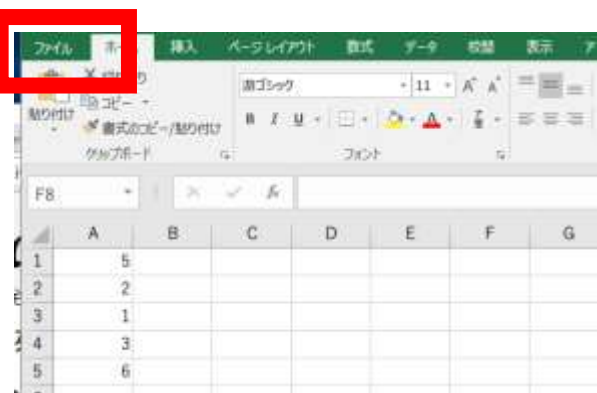 ファイル ホーム 挿入 ページレイアウト 数式 データ 校閲 表示
貼り付け
コピー
書式のコピー/貼り付け
クリップボード
游ゴシック 11 A A
B I U A
フォント
F8 fx
A B C D E F G
1 5
2 2
3 1
4 3
5 6